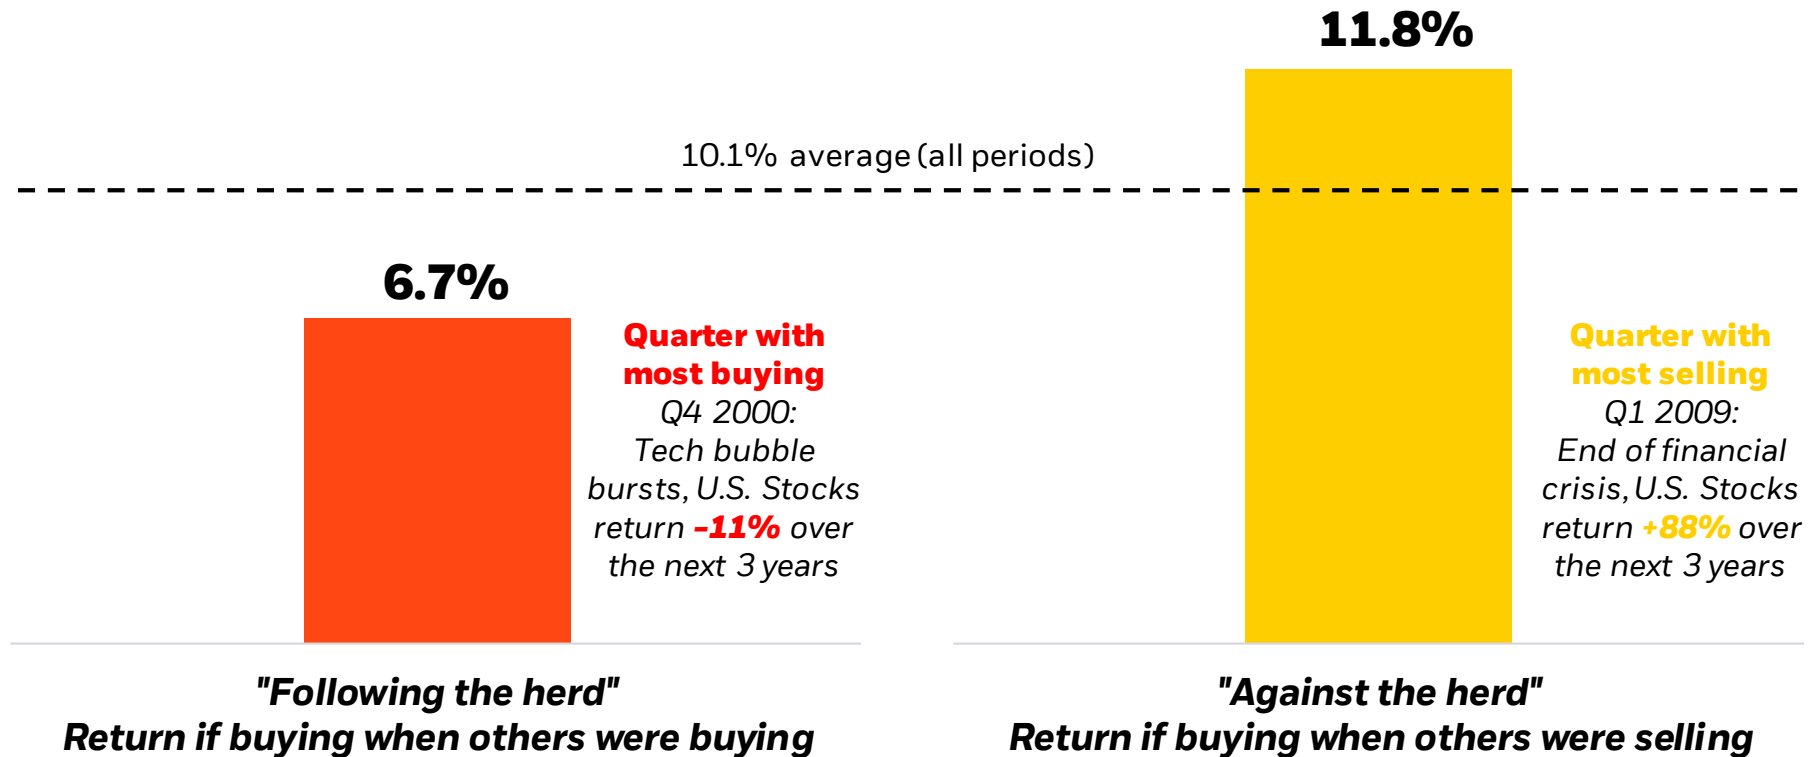 11.8%
10.1% average (all periods)
6.7%
Quarter with
most buying
Q4 2000:
Tech bubble
bursts, U.S. Stocks
return -11% over
the next 3 years
Quarter with
most selling
Q1 2009:
End of financial
crisis, U.S. Stocks
return +88% over
the next 3 years
"Following the herd"
Return if buying when others were buying
"Against the herd"
Return if buying when others were selling